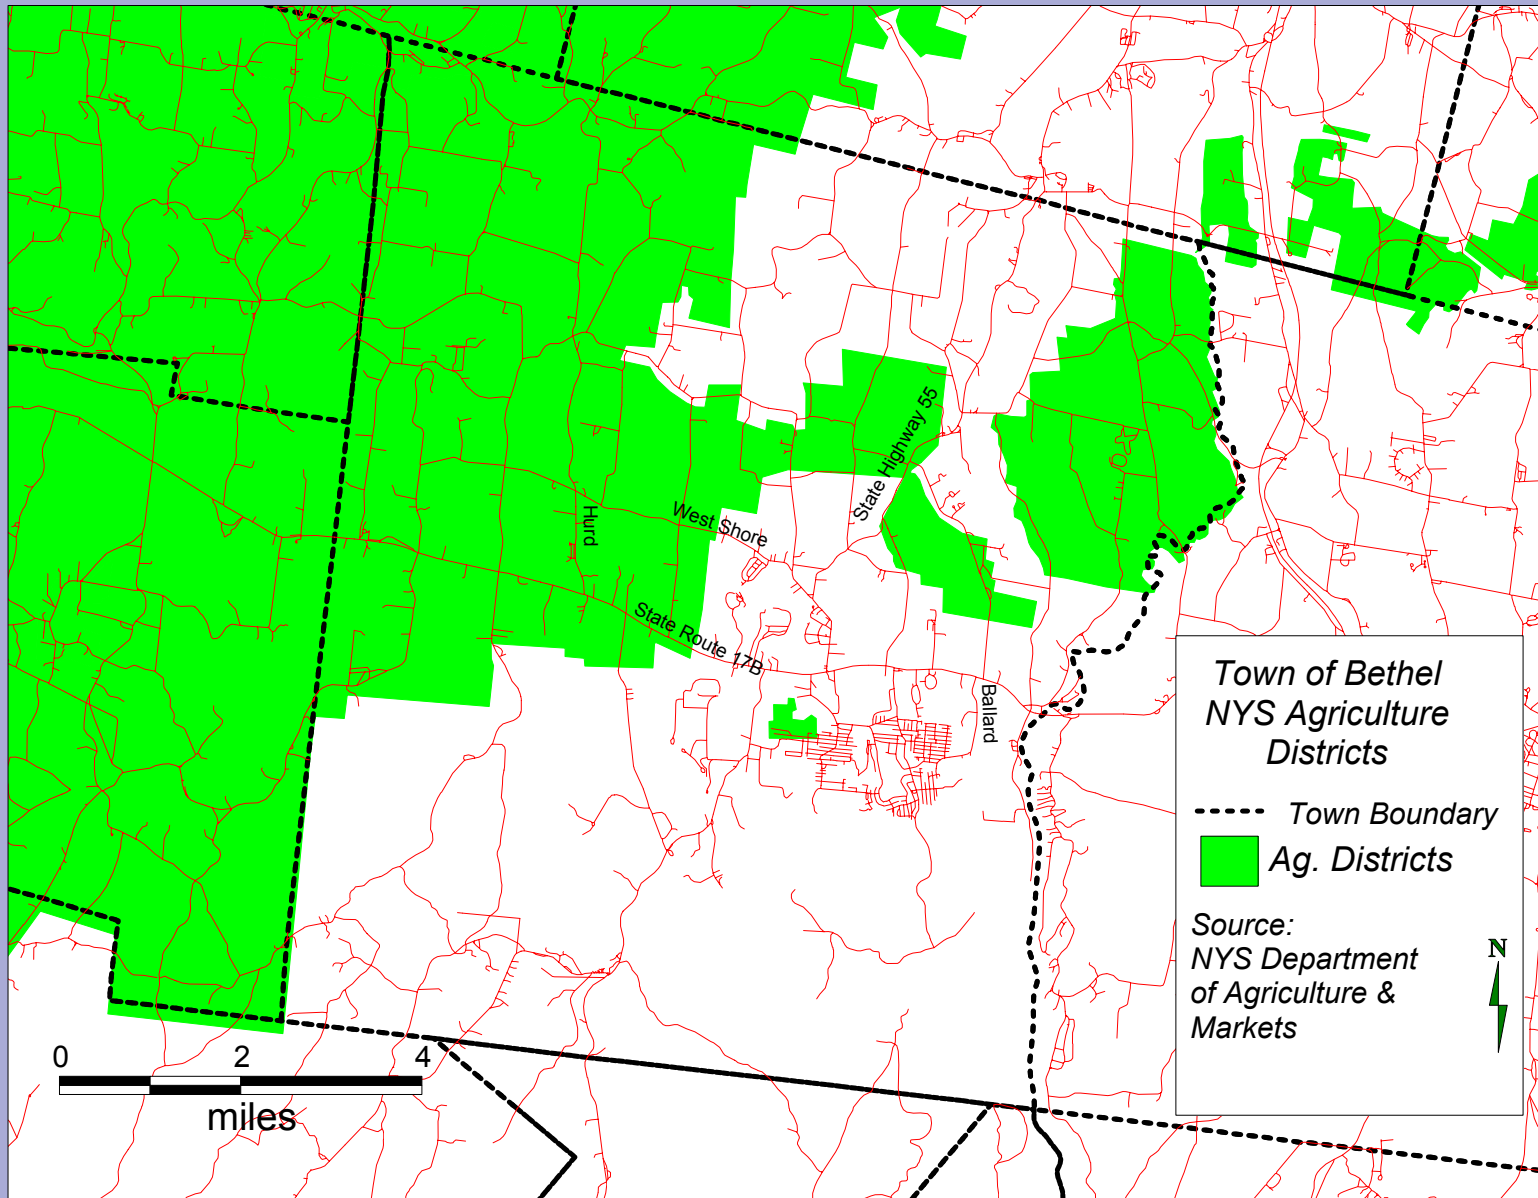 State Highway 55
Hurd
West Shore
State Route 17B
Ballard
Town of Bethel
NYS Agriculture
Districts
Town Boundary
Ag. Districts
Source:
NYS Department
of Agriculture &
Markets
N
0 2 4
miles